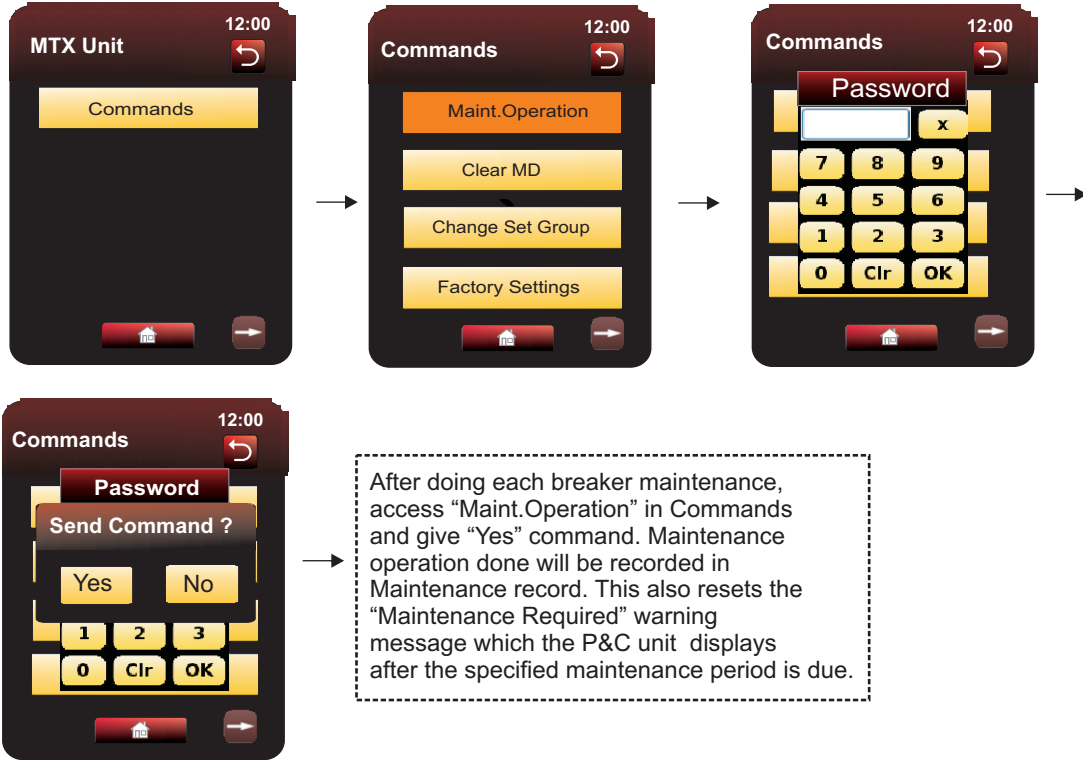 12:00
MTX Unit
Commands
12:00
Commands
Maint.Operation
Clear MD
Change Set Group
Factory Settings
12:00
Commands
Password
x
7 8 9
4 5 6
1 2 3
0 Clr OK
12:00
Commands
Password
Send Command ?
Yes No
1 2 3
0 Clr OK
After doing each breaker maintenance,
access “Maint.Operation” in Commands
and give “Yes” command. Maintenance
operation done will be recorded in
Maintenance record. This also resets the
“Maintenance Required” warning
message which the P&C unit displays
after the specified maintenance period is due.